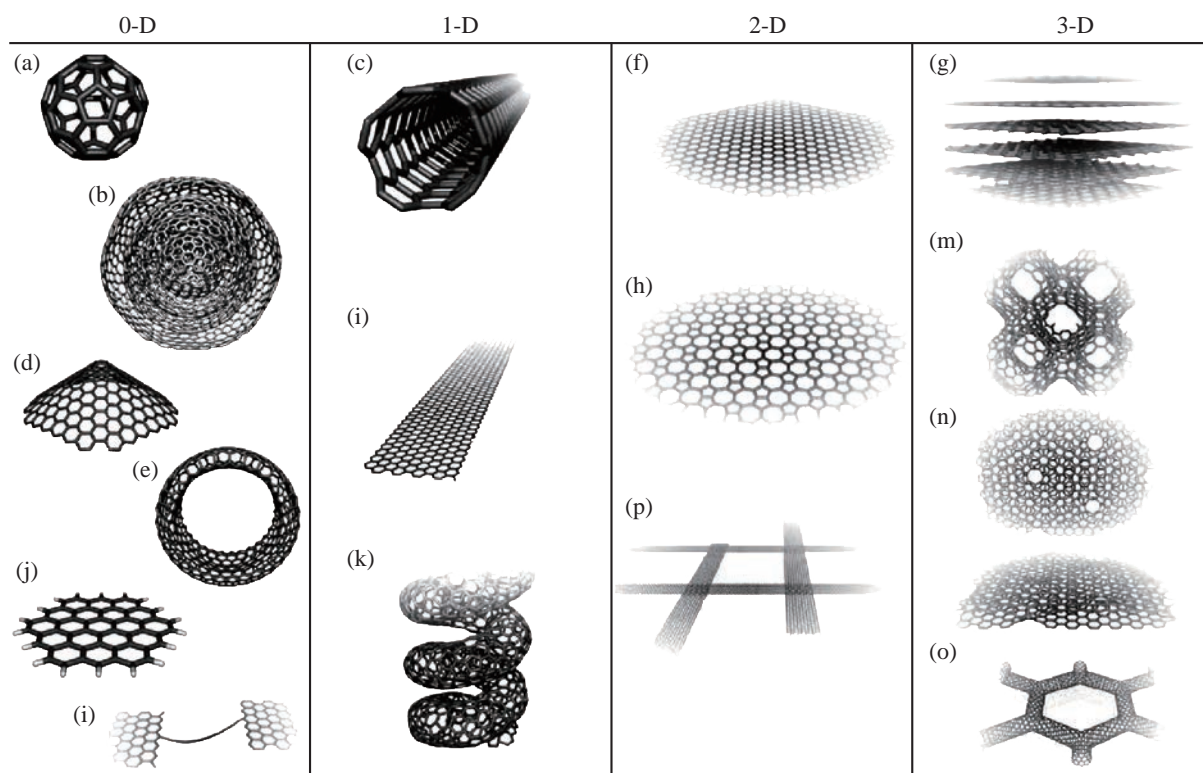 0-D 1-D 2-D 3-D
(a) (c) (f) (g)
(b)
(m)
(h)
(i)
(d)
(n)
(e)
(p)
(k)
(j)
(o)
(i)